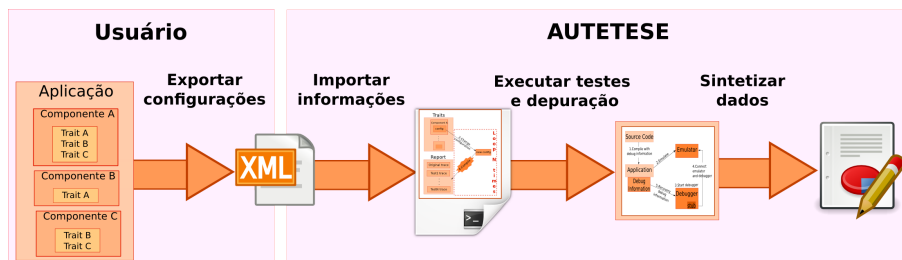 Usuário
AUTETESE
Aplicação
Exportar
configurações
Importar
informações
Executar testes
e depuração
Sintetizar
dados
Componente A
Trait A
Trait B
Trait C
Componente B
Trait A
Componente C
Trait B
Trait C
XML
Traits
Report
>_
Source Code
Emulator
Application
Debug
Information
Debugger